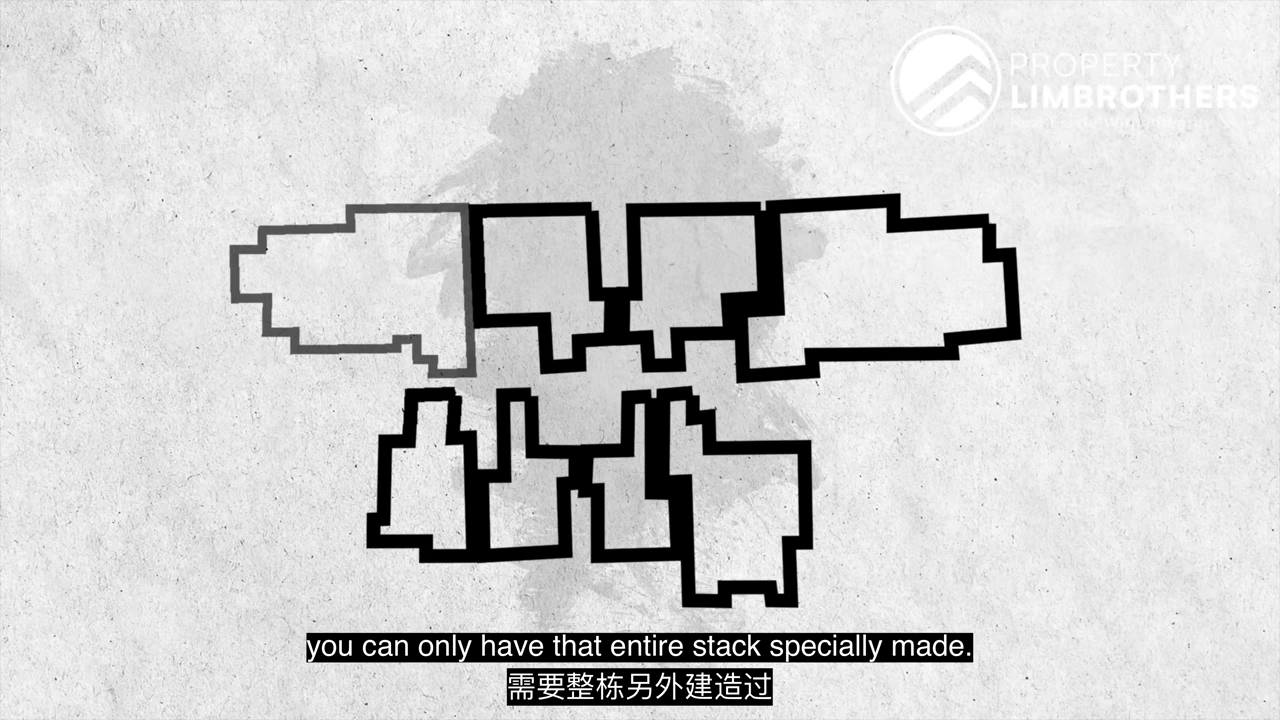 PROPERTY
LIMBROTHERS
you can only have that entire stack specially made.
需要整栋另外建造过